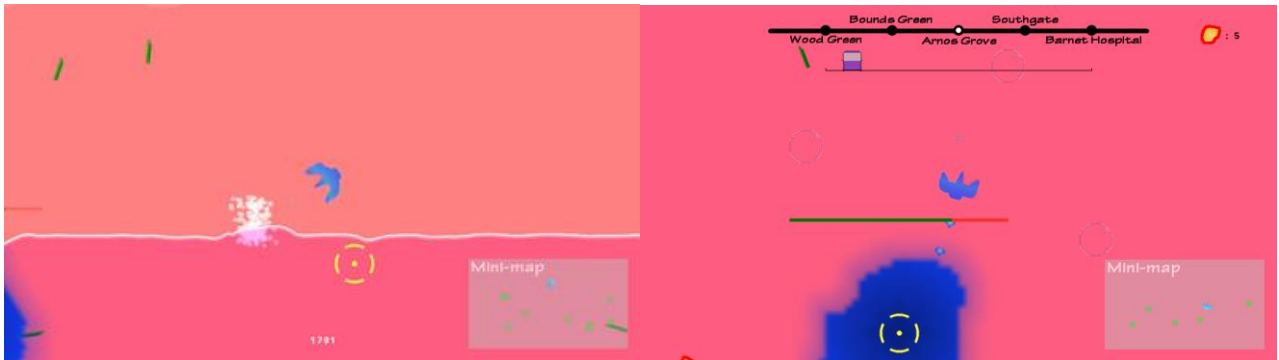 Mini-map
1791
Bounds Green Southgate
Wood Green Arnos Grove Barnet Hospital
: 5
Mini-map